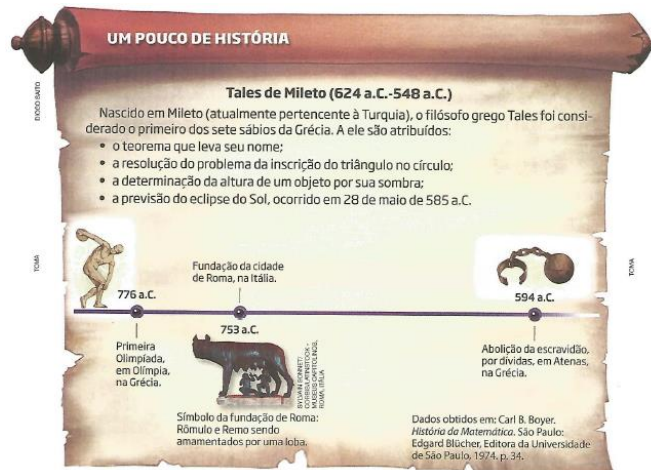 UM POUCO DE HISTÓRIA
Tales de Mileto (624 a.C.-548 a.C.)
Nascido em Mileto (atualmente pertencente à Turquia), o filósofo grego Tales foi consi-
derado o primeiro dos sete sábios da Grécia. A ele são atribuídos:
• o teorema que leva seu nome;
• a resolução do problema da inscrição do triângulo no círculo;
• a determinação da altura de um objeto por sua sombra;
• a previsão do eclipse do Sol, ocorrido em 28 de maio de 585 a.C.
776 a.C.
Primeira
Olimpíada,
em Olímpia,
na Grécia.
Fundação da cidade
de Roma, na Itália.
753 a.C.
Símbolo da fundação de Roma:
Rômulo e Remo sendo
amamentados por uma loba.
MUSEUS CAPITOLINOS,
ROMA, ITÁLIA
594 a.C.
Abolição da escravidão,
por dívidas, em Atenas,
na Grécia.
Dados obtidos em: Carl B. Boyer.
História da Matemática. São Paulo:
Edgard Blücher, Editora da Universidade
de São Paulo, 1974. p. 34.
TOMA
TOMA